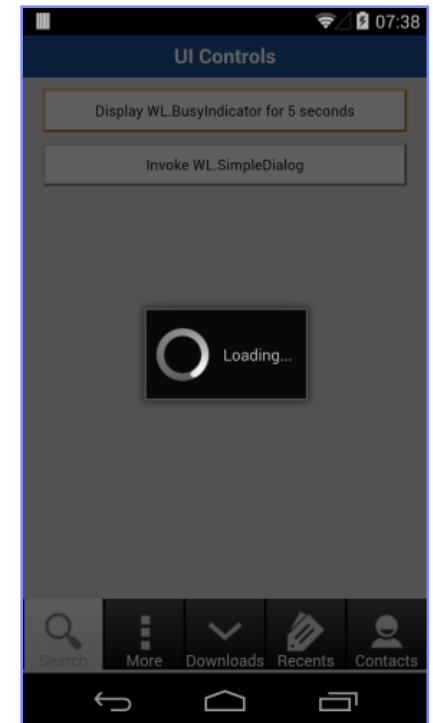 07:38
UI Controls
Display WL.BusyIndicator for 5 seconds
Invoke WL.SimpleDialog
Loading...
Search More Downloads Recents Contacts